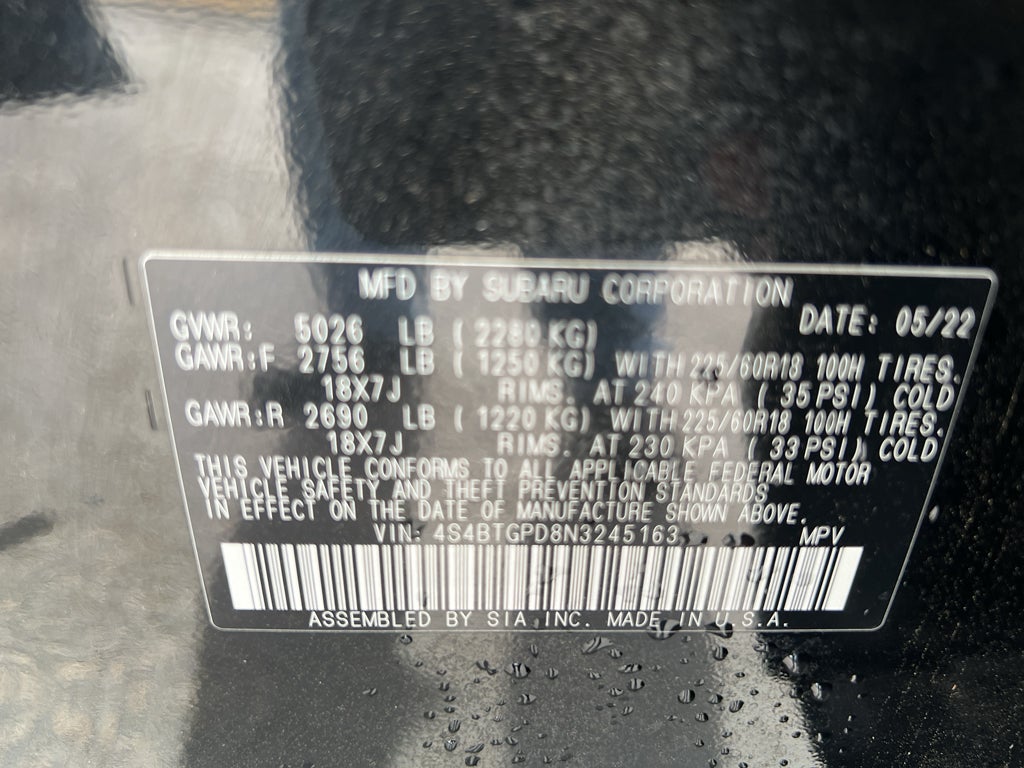 MFD BY SUBARU CORPORATION
GVWR: 5026 LB ( 2280 KG) DATE: 05/22
GAWR:F 2756 LB ( 1250 KG) WITH 225/60R18 100H TIRES.
18X7J RIMS. AT 240 KPA ( 35 PSI) COLD
GAWR:R 2690 LB ( 1220 KG) WITH 225/60R18 100H TIRES.
18X7J RIMS. AT 230 KPA ( 33 PSI) COLD
THIS VEHICLE CONFORMS TO ALL APPLICABLE FEDERAL MOTOR
VEHICLE SAFETY AND THEFT PREVENTION STANDARDS
IN EFFECT ON THE DATE OF MANUFACTURE SHOWN ABOVE.
VIN: 4S4BTGPD8N3245163 MPV
ASSEMBLED BY SIA INC. MADE IN U.S.A.